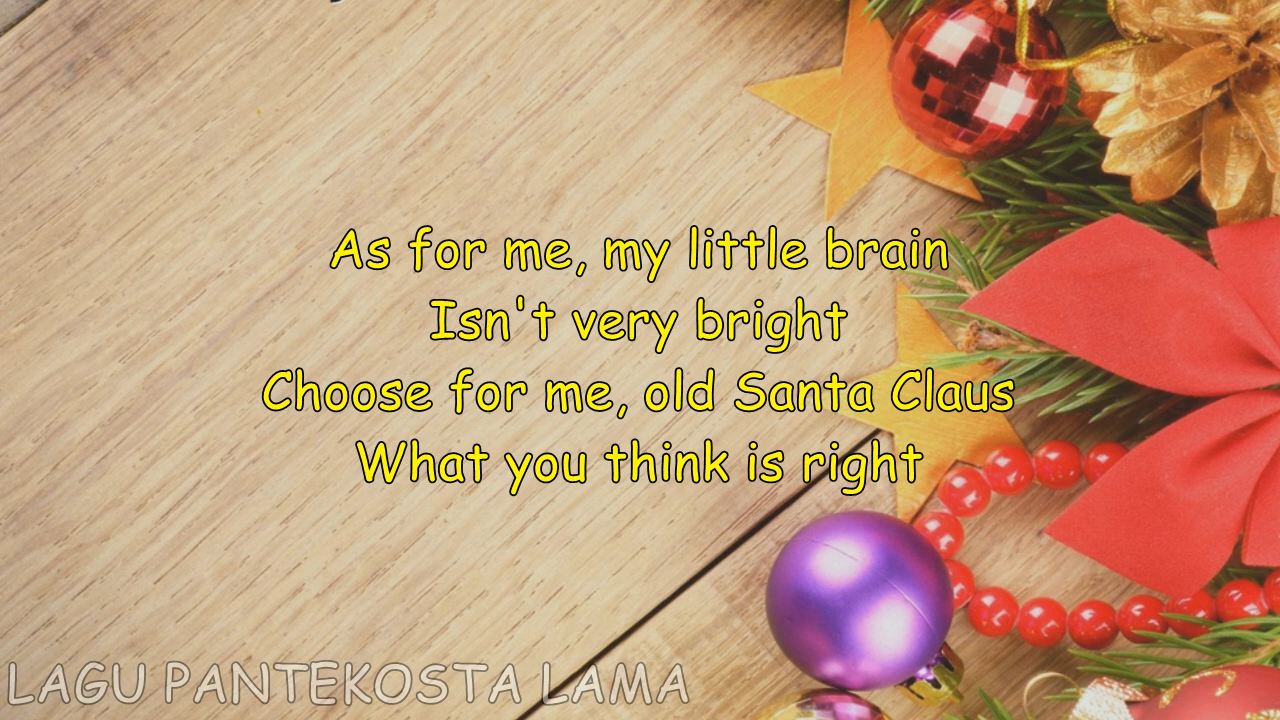 As for me, my little brain
Isn't very bright
Choose for me, old Santa Claus
What you think is right
LAGU PANTEKOSTA LAMA